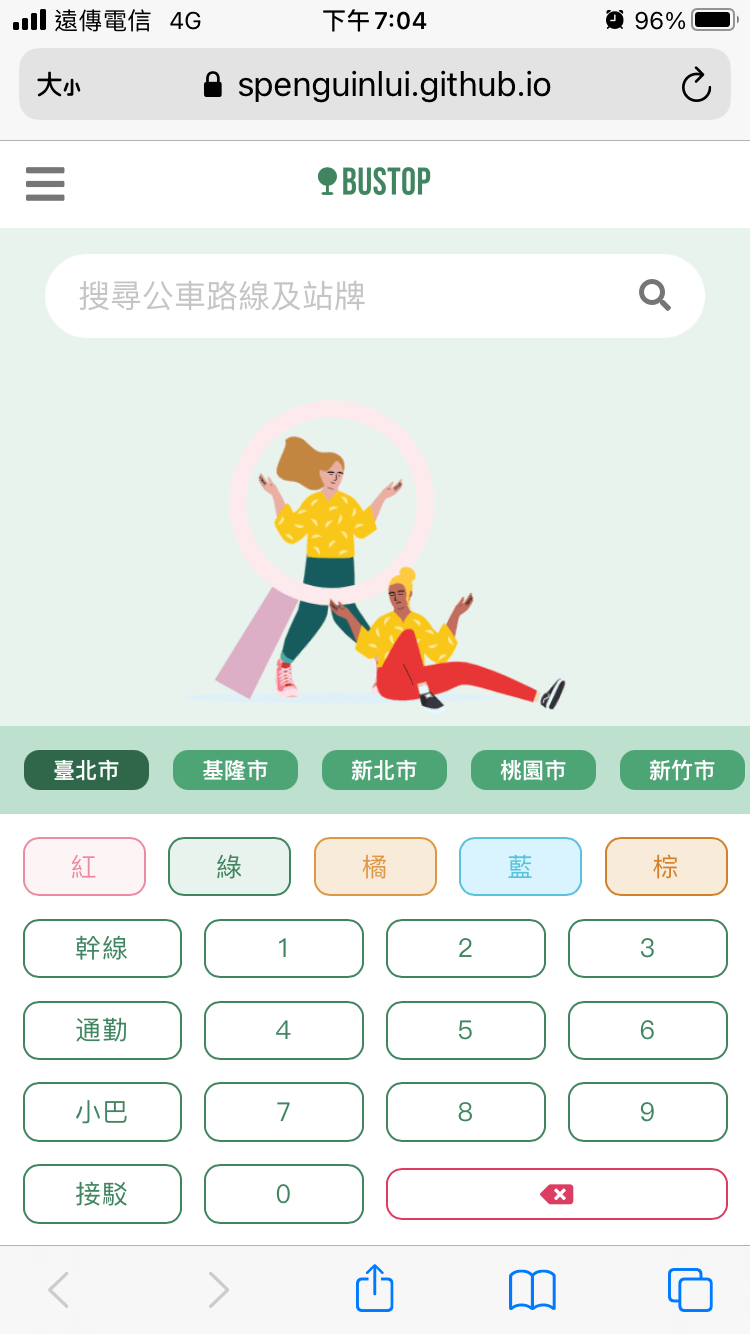 遠傳電信 4G 下午7:04 96%
大小 spenguinlui.github.io
BUSTOP
搜尋公車路線及站牌
臺北市 基隆市 新北市 桃園市 新竹市
紅 綠 橘 藍 棕
幹線 1 2 3
通勤 4 5 6
小巴 7 8 9
接駁 0